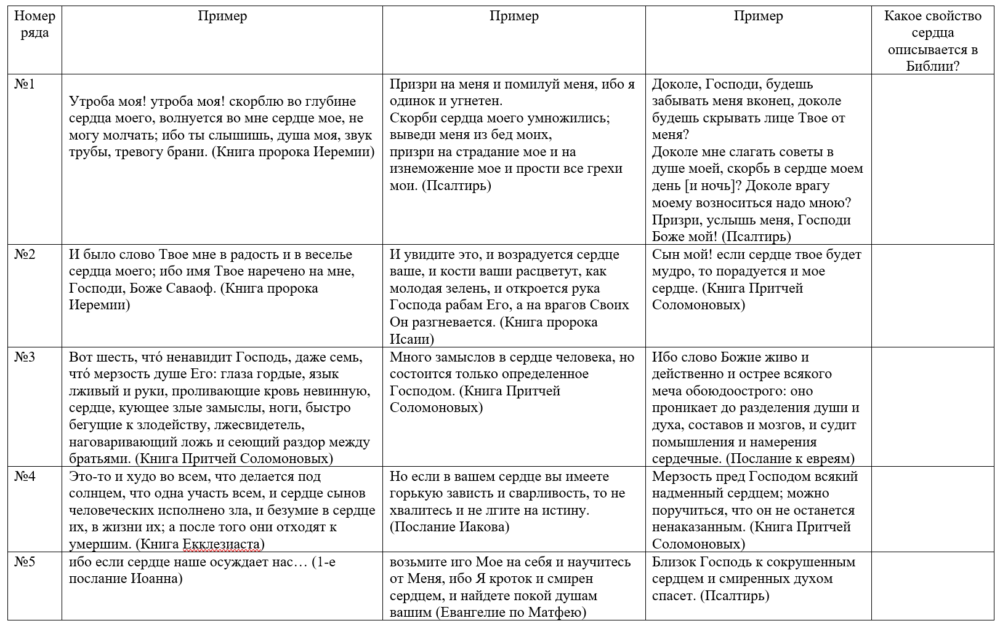 Номер
ряда
Пример
Пример
Пример
Какое свойство
сердца
описывается в
Библии?
№1
Утроба моя! утроба моя! скорблю во глубине
сердца моего, волнуется во мне сердце мое, не
могу молчать; ибо ты слышишь, душа моя, звук
трубы, тревогу брани. (Книга пророка Иеремии)
Призри на меня и помилуй меня, ибо я
одинок и угнетен.
Скорби сердца моего умножились;
выведи меня из бед моих,
призри на страдание мое и на
изнеможение мое и прости все грехи
мои. (Псалтирь)
Доколе, Господи, будешь
забывать меня вконец, доколе
будешь скрывать лице Твое от
меня?
Доколе мне слагать советы в
душе моей, скорбь в сердце моем
день [и ночь]? Доколе врагу
моему возноситься надо мною?
Призри, услышь меня, Господи
Боже мой! (Псалтирь)
№2
И было слово Твое мне в радость и в веселье
сердца моего; ибо имя Твое наречено на мне,
Господи, Боже Саваоф. (Книга пророка
Иеремии)
И увидите это, и возрадуется сердце
ваше, и кости ваши расцветут, как
молодая зелень, и откроется рука
Господа рабам Его, а на врагов Своих
Он разгневается. (Книга пророка
Исаии)
Сын мой! если сердце твое будет
мудро, то порадуется и мое
сердце. (Книга Притчей
Соломоновых)
№3
Вот шесть, что́ ненавидит Господь, даже семь,
что́ мерзость душе Его: глаза гордые, язык
лживый и руки, проливающие кровь невинную,
сердце, кующее злые замыслы, ноги, быстро
бегущие к злодейству, лжесвидетель,
наговаривающий ложь и сеющий раздор между
братьями. (Книга Притчей Соломоновых)
Много замыслов в сердце человека, но
состоится только определенное
Господом. (Книга Притчей
Соломоновых)
Ибо слово Божие живо и
действенно и острее всякого
меча обоюдоострого: оно
проникает до разделения души и
духа, составов и мозгов, и судит
помышления и намерения
сердечные. (Послание к евреям)
№4
Это-то и худо во всем, что делается под
солнцем, что одна участь всем, и сердце сынов
человеческих исполнено зла, и безумие в сердце
их, в жизни их; а после того они отходят к
умершим. (Книга Екклезиаста)
Но если в вашем сердце вы имеете
горькую зависть и сварливость, то не
хвалитесь и не лгите на истину.
(Послание Иакова)
Мерзость пред Господом всякий
надменный сердцем; можно
поручиться, что он не останется
ненаказанным. (Книга Притчей
Соломоновых)
№5
ибо если сердце наше осуждает нас… (1-е
послание Иоанна)
возьмите иго Мое на себя и научитесь
от Меня, ибо Я кроток и смирен
сердцем, и найдете покой душам
вашим (Евангелие по Матфею)
Близок Господь к сокрушенным
сердцем и смиренных духом
спасет. (Псалтирь)